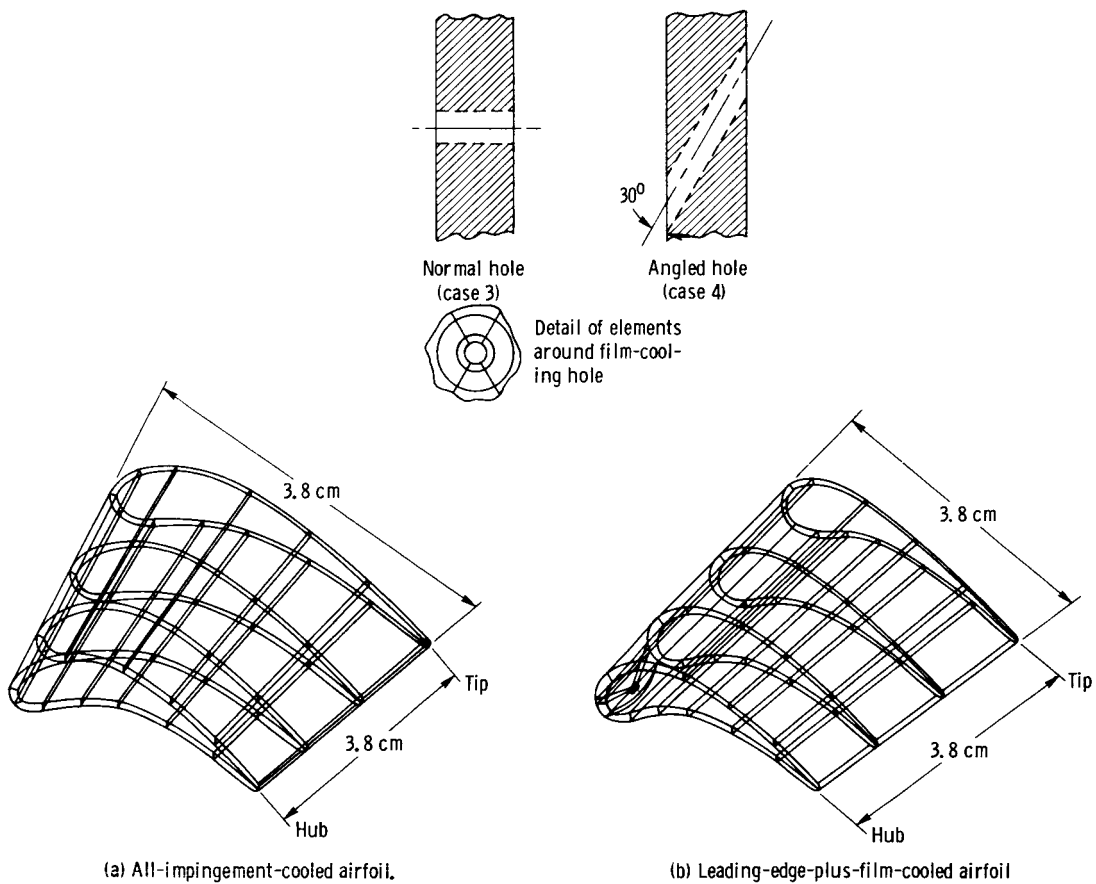 30⁰
Normal hole
(case 3)
Angled hole
(case 4)
Detail of elements
around film-cool-
ing hole
3.8 cm
Tip
3.8 cm
Hub
(a) All-impingement-cooled airfoil.
3.8 cm
Tip
3.8 cm
Hub
(b) Leading-edge-plus-film-cooled airfoil